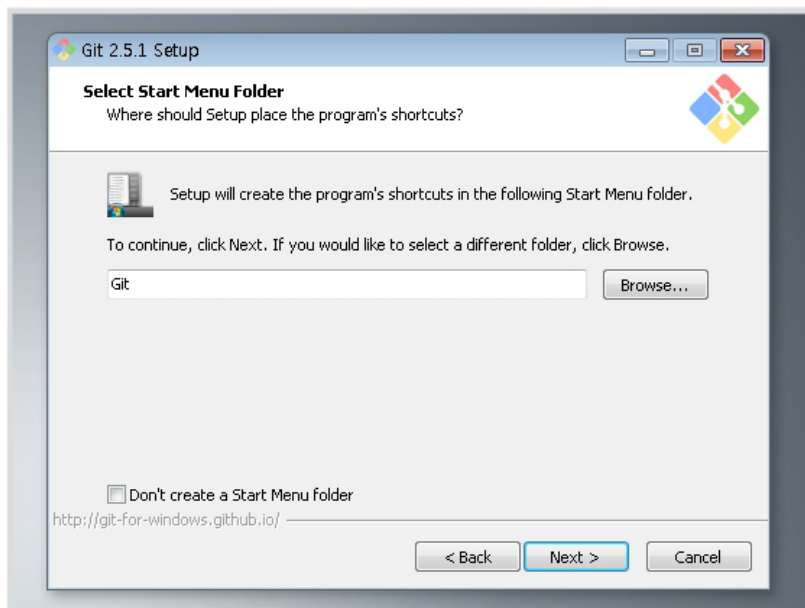 Git 2.5.1 Setup
Select Start Menu Folder
Where should Setup place the program's shortcuts?
Setup will create the program's shortcuts in the following Start Menu folder.
To continue, click Next. If you would like to select a different folder, click Browse.
Git
Browse...
Don't create a Start Menu folder
http://git-for-windows.github.io/
< Back
Next >
Cancel